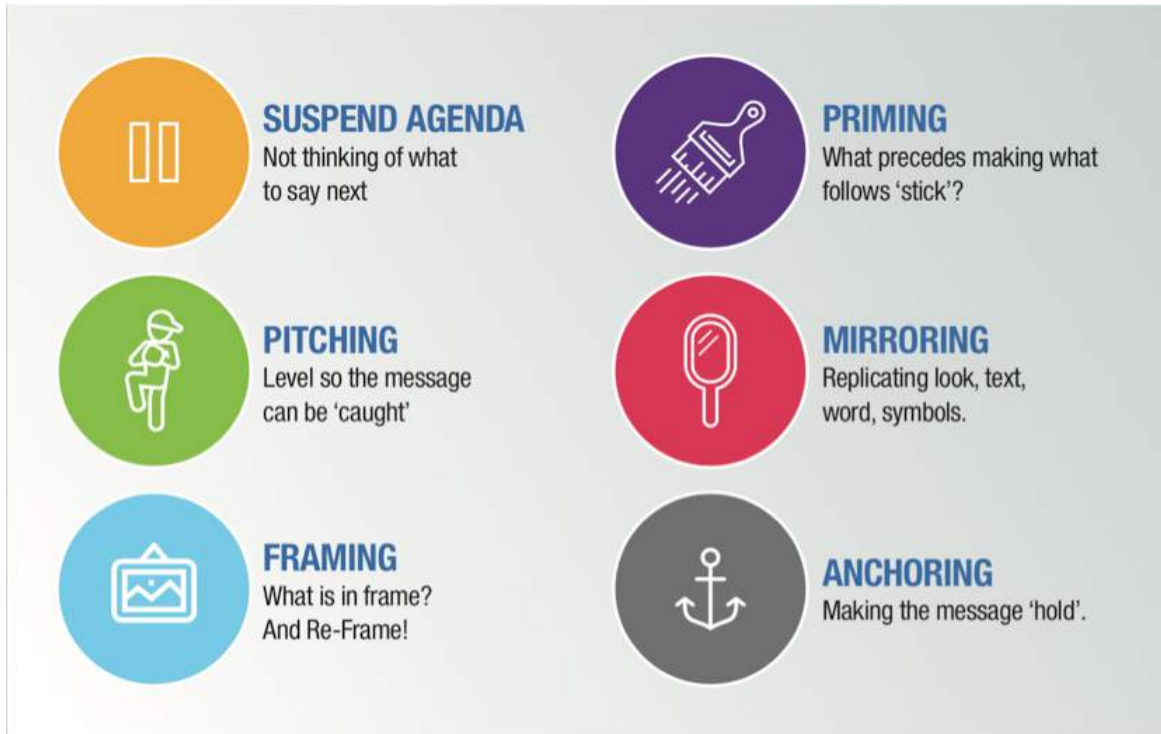 SUSPEND AGENDA
Not thinking of what
to say next
PITCHING
Level so the message
can be ‘caught’
FRAMING
What is in frame?
And Re-Frame!
PRIMING
What precedes making what
follows ‘stick’?
MIRRORING
Replicating look, text,
word, symbols.
ANCHORING
Making the message ‘hold’.